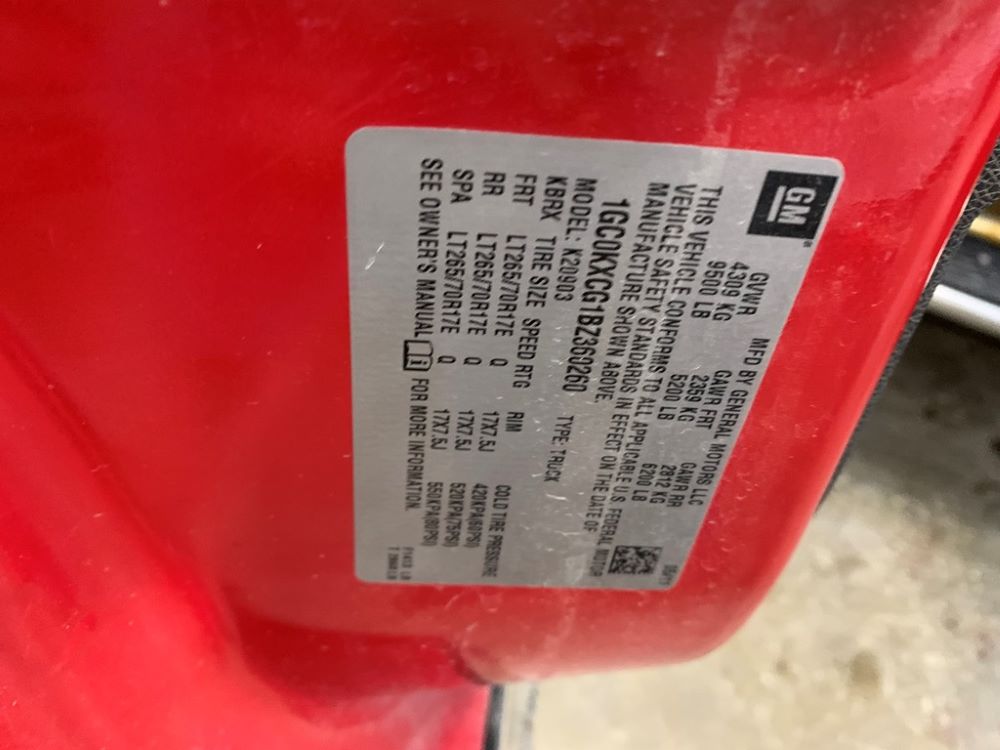 GM
MFD BY GENERAL MOTORS LLC
GVWR GAWR FRT GAWR RR
4309 KG 2359 KG 2812 KG
9500 LB 5200 LB 6200 LB
THIS VEHICLE CONFORMS TO ALL APPLICABLE U.S. FEDERAL MOTOR
VEHICLE SAFETY STANDARDS IN EFFECT ON THE DATE OF
MANUFACTURE SHOWN ABOVE.
1GC0KXCG1BZ360260 TYPE: TRUCK
MODEL: K20903
KBRX TIRE SIZE SPEED RTG RIM COLD TIRE PRESSURE
FRT LT265/70R17E Q 17X7.5J 420KPA(60PSI)
RR LT265/70R17E Q 17X7.5J 520KPA(75PSI)
SPA LT265/70R17E Q 17X7.5J 550KPA(80PSI)
SEE OWNER'S MANUAL FOR MORE INFORMATION.